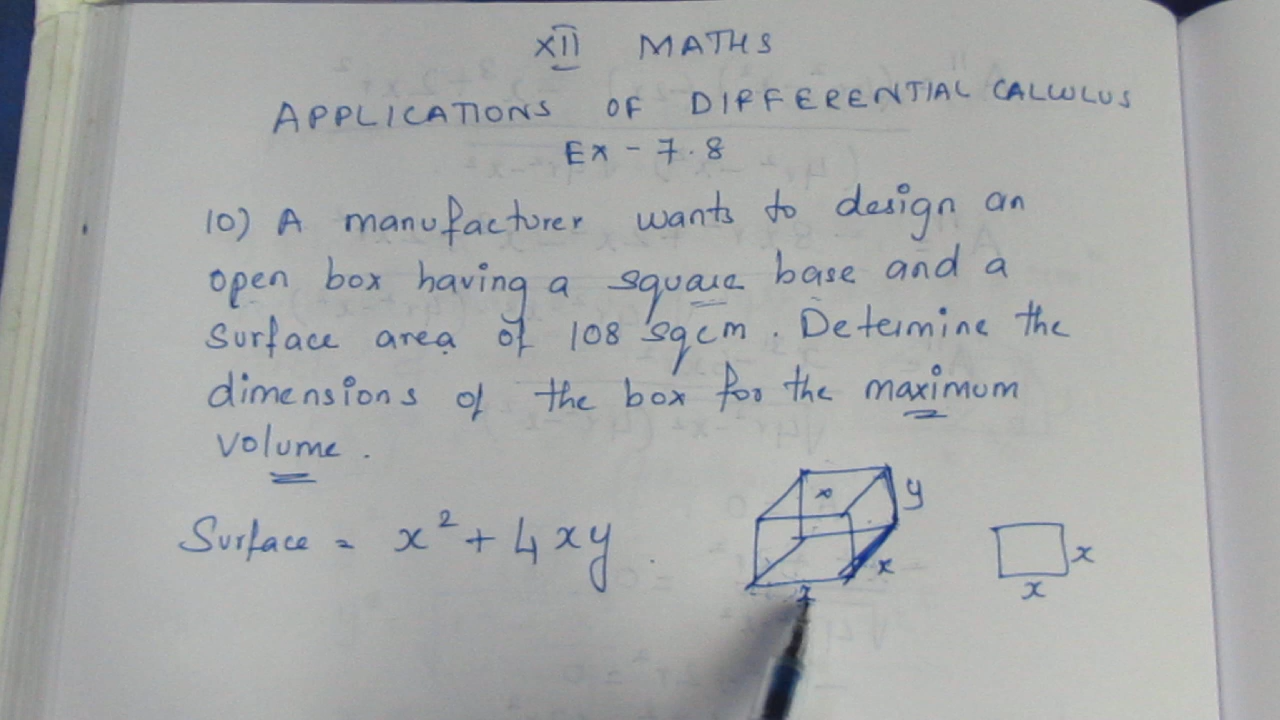 XII MATHS
APPLICATIONS OF DIFFERENTIAL CALCULUS
Ex - 7.8
10) A manufacturer wants to design an
open box having a square base and a
surface area of 108 sqcm. Determine the
dimensions of the box for the maximum
volume.
Surface = x² + 4xy
y
x
x
x
x